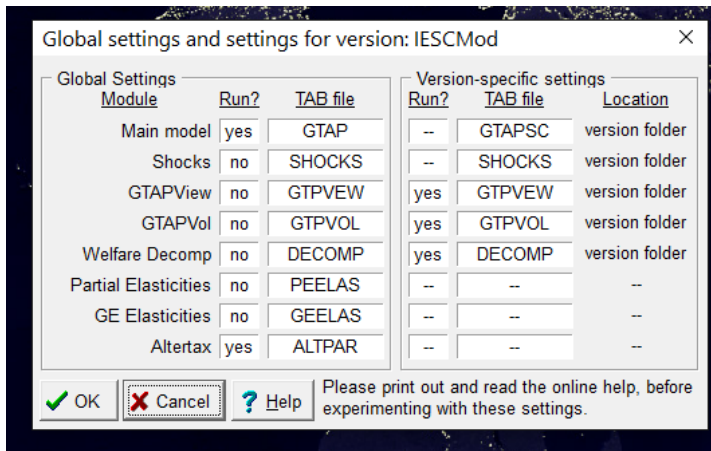 Global settings and settings for version: IESCMod
Global Settings
Module Run? TAB file
Main model yes GTAP
Shocks no SHOCKS
GTAPView no GTPVEW
GTAPVol no GTPVOL
Welfare Decomp no DECOMP
Partial Elasticities no PEELAS
GE Elasticities no GEELAS
Altertax yes ALTPAR
Version-specific settings
Run? TAB file Location
-- GTAPSC version folder
-- SHOCKS version folder
yes GTPVEW version folder
yes GTPVOL version folder
yes DECOMP version folder
-- -- --
-- -- --
-- -- --
OK Cancel ? Help
Please print out and read the online help, before
experimenting with these settings.